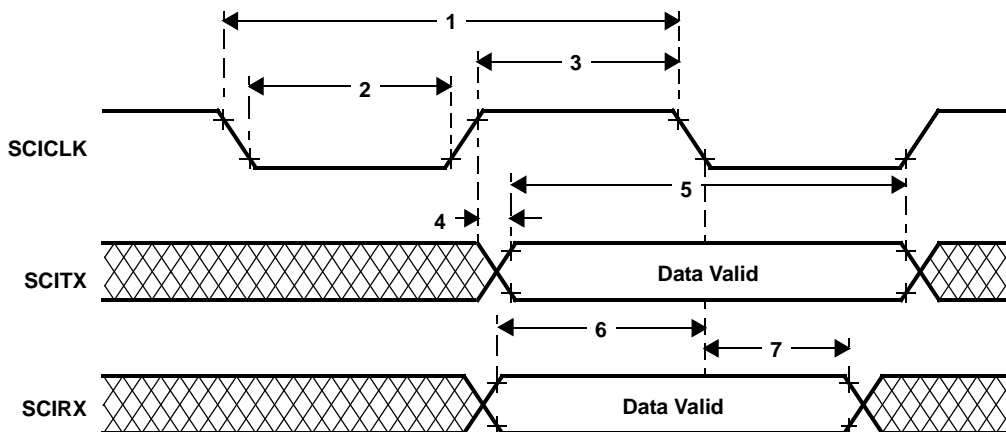 1
2
3
SCICLK
4
5
SCITX
Data Valid
6
7
SCIRX
Data Valid